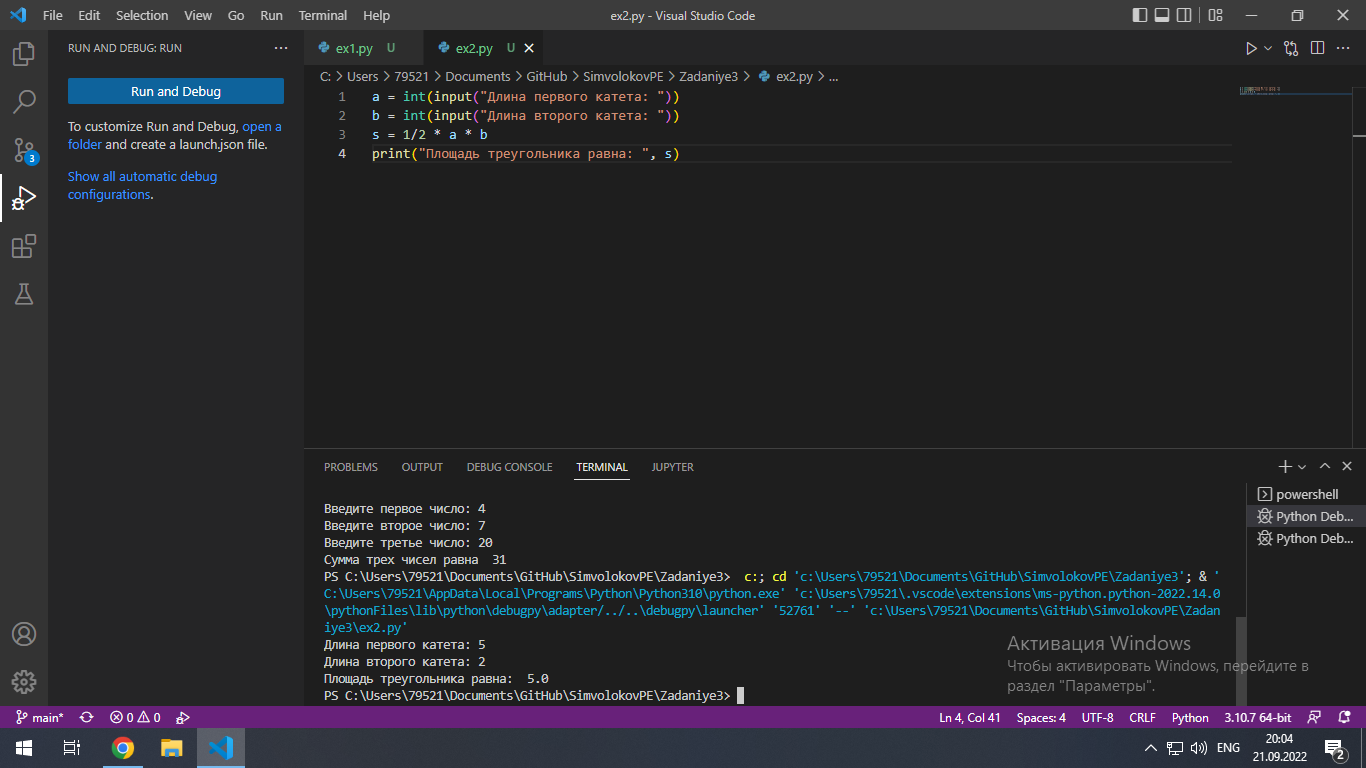 File Edit Selection View Go Run Terminal Help ex2.py - Visual Studio Code
RUN AND DEBUG: RUN ...
Run and Debug
To customize Run and Debug, open a
folder and create a launch.json file.
Show all automatic debug
configurations.
3
ex1.py U ex2.py U
C: > Users > 79521 > Documents > GitHub > SimvolokovPE > Zadaniye3 > ex2.py > ...
1 a = int(input("Длина первого катета: "))
2 b = int(input("Длина второго катета: "))
3 s = 1/2 * a * b
4 print("Площадь треугольника равна: ", s)
PROBLEMS OUTPUT DEBUG CONSOLE TERMINAL JUPYTER
Введите первое число: 4
Введите второе число: 7
Введите третье число: 20
Сумма трех чисел равна  31
PS C:\Users\79521\Documents\GitHub\SimvolokovPE\Zadaniye3>  c:; cd 'c:\Users\79521\Documents\GitHub\SimvolokovPE\Zadaniye3'; & '
C:\Users\79521\AppData\Local\Programs\Python\Python310\python.exe' 'c:\Users\79521\.vscode\extensions\ms-python.python-2022.14.0
\pythonFiles\lib\python\debugpy\adapter/../..\debugpy\launcher' '52761' '--' 'c:\Users\79521\Documents\GitHub\SimvolokovPE\Zadan
iye3\ex2.py'
Длина первого катета: 5
Длина второго катета: 2
Площадь треугольника равна:  5.0
PS C:\Users\79521\Documents\GitHub\SimvolokovPE\Zadaniye3>
powershell
Python Deb...
Python Deb...
Активация Windows
Чтобы активировать Windows, перейдите в
раздел "Параметры".
main* 0 0 Ln 4, Col 41 Spaces: 4 UTF-8 CRLF Python 3.10.7 64-bit
ENG 20:04
21.09.2022 2